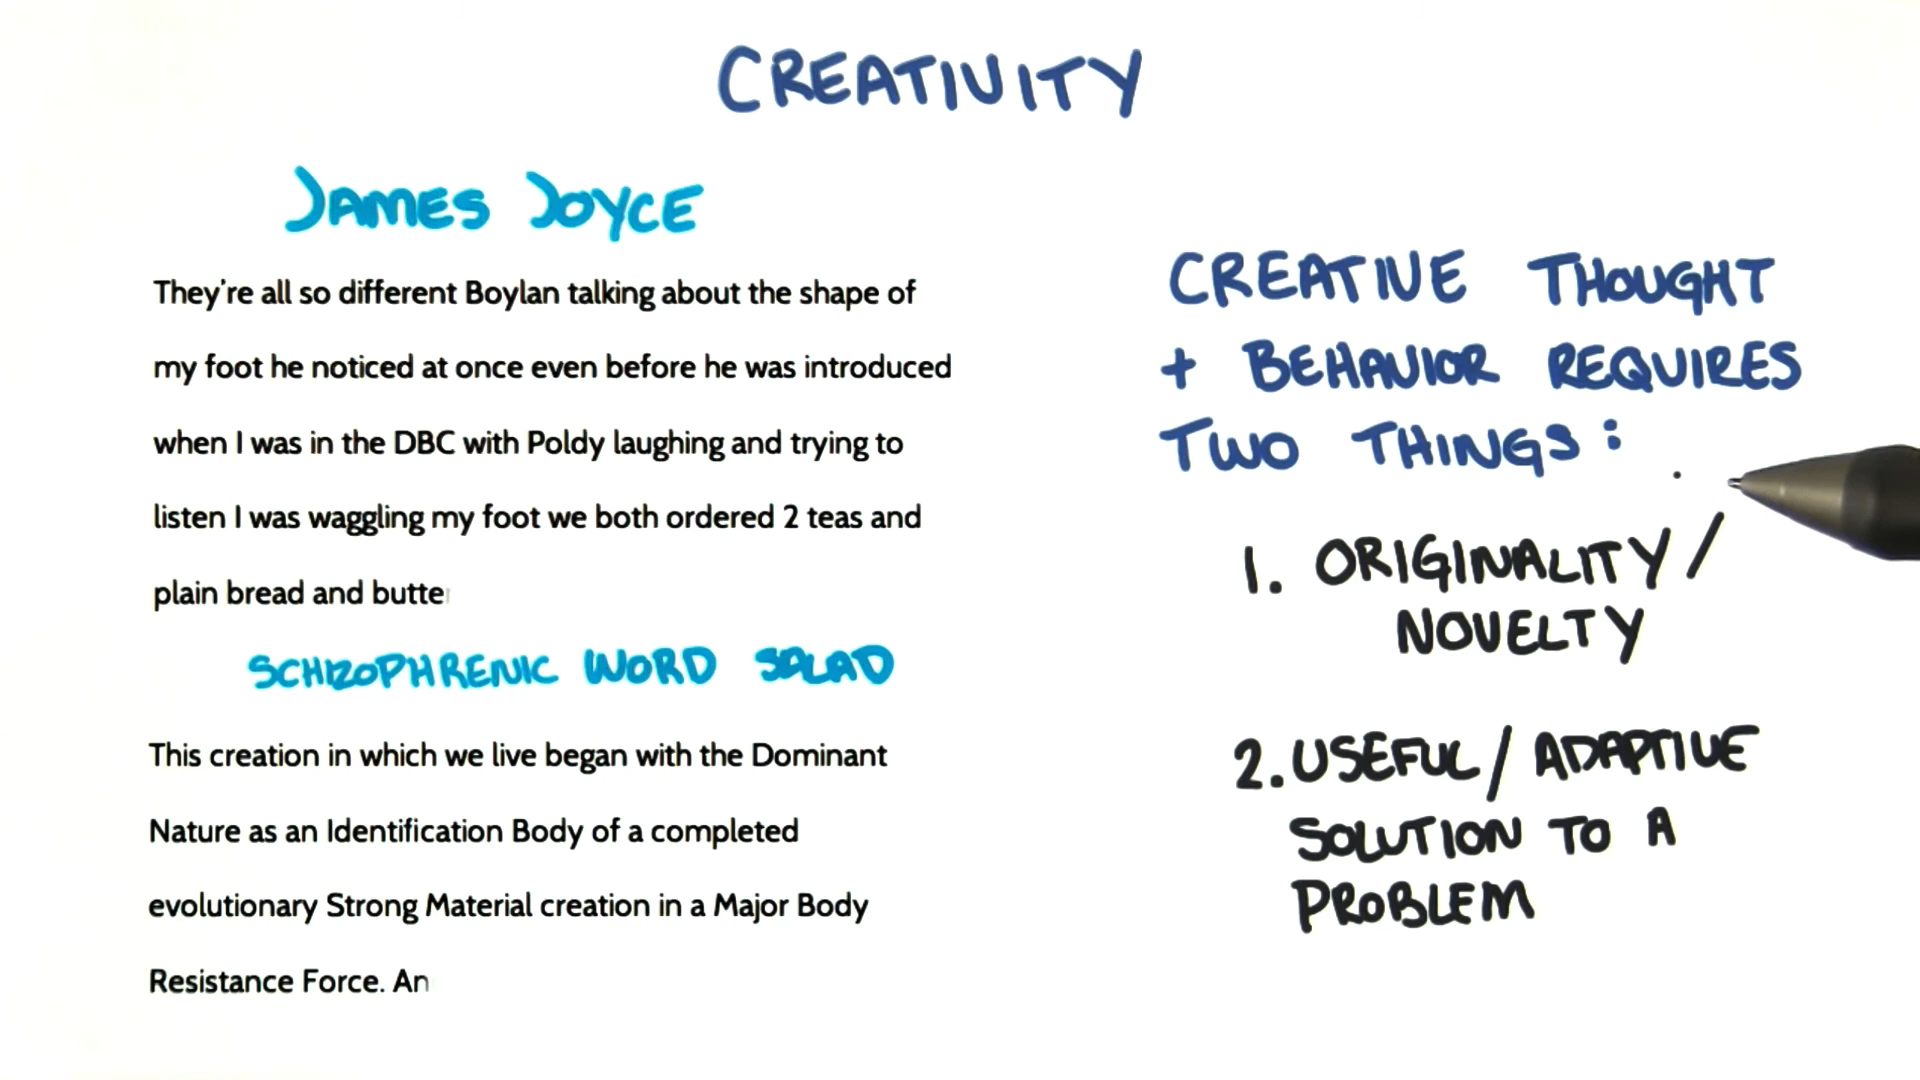 CREATIVITY
JAMES JOYCE
They're all so different Boylan talking about the shape of
my foot he noticed at once even before he was introduced
when I was in the DBC with Poldy laughing and trying to
listen I was waggling my foot we both ordered 2 teas and
plain bread and butter
SCHIZOPHRENIC WORD SALAD
This creation in which we live began with the Dominant
Nature as an Identification Body of a completed
evolutionary Strong Material creation in a Major Body
Resistance Force. An
CREATIVE THOUGHT
+ BEHAVIOR REQUIRES
TWO THINGS:
1. ORIGINALITY/
NOVELTY
2. USEFUL/ADAPTIVE
SOLUTION TO A
PROBLEM